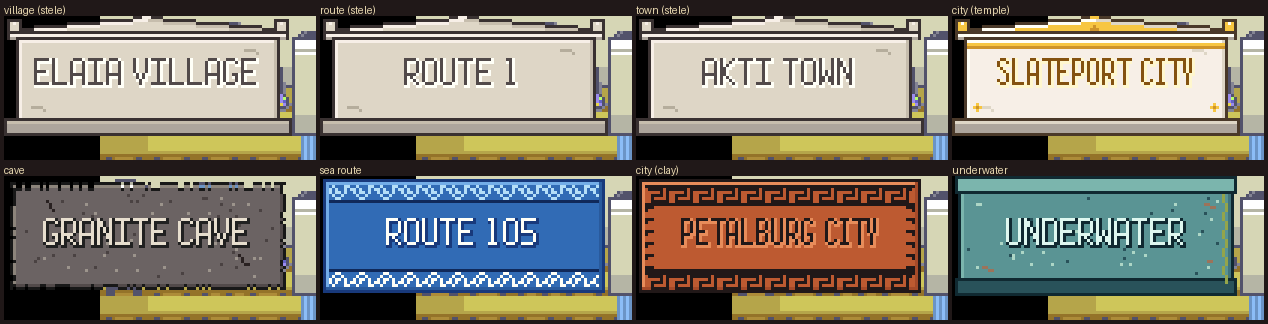 village (stele)
route (stele)
town (stele)
city (temple)
ELAIA VILLAGE
ROUTE 1
AKTI TOWN
SLATEPORT CITY
cave
sea route
city (clay)
underwater
GRANITE CAVE
ROUTE 105
PETALBURG CITY
UNDERWATER